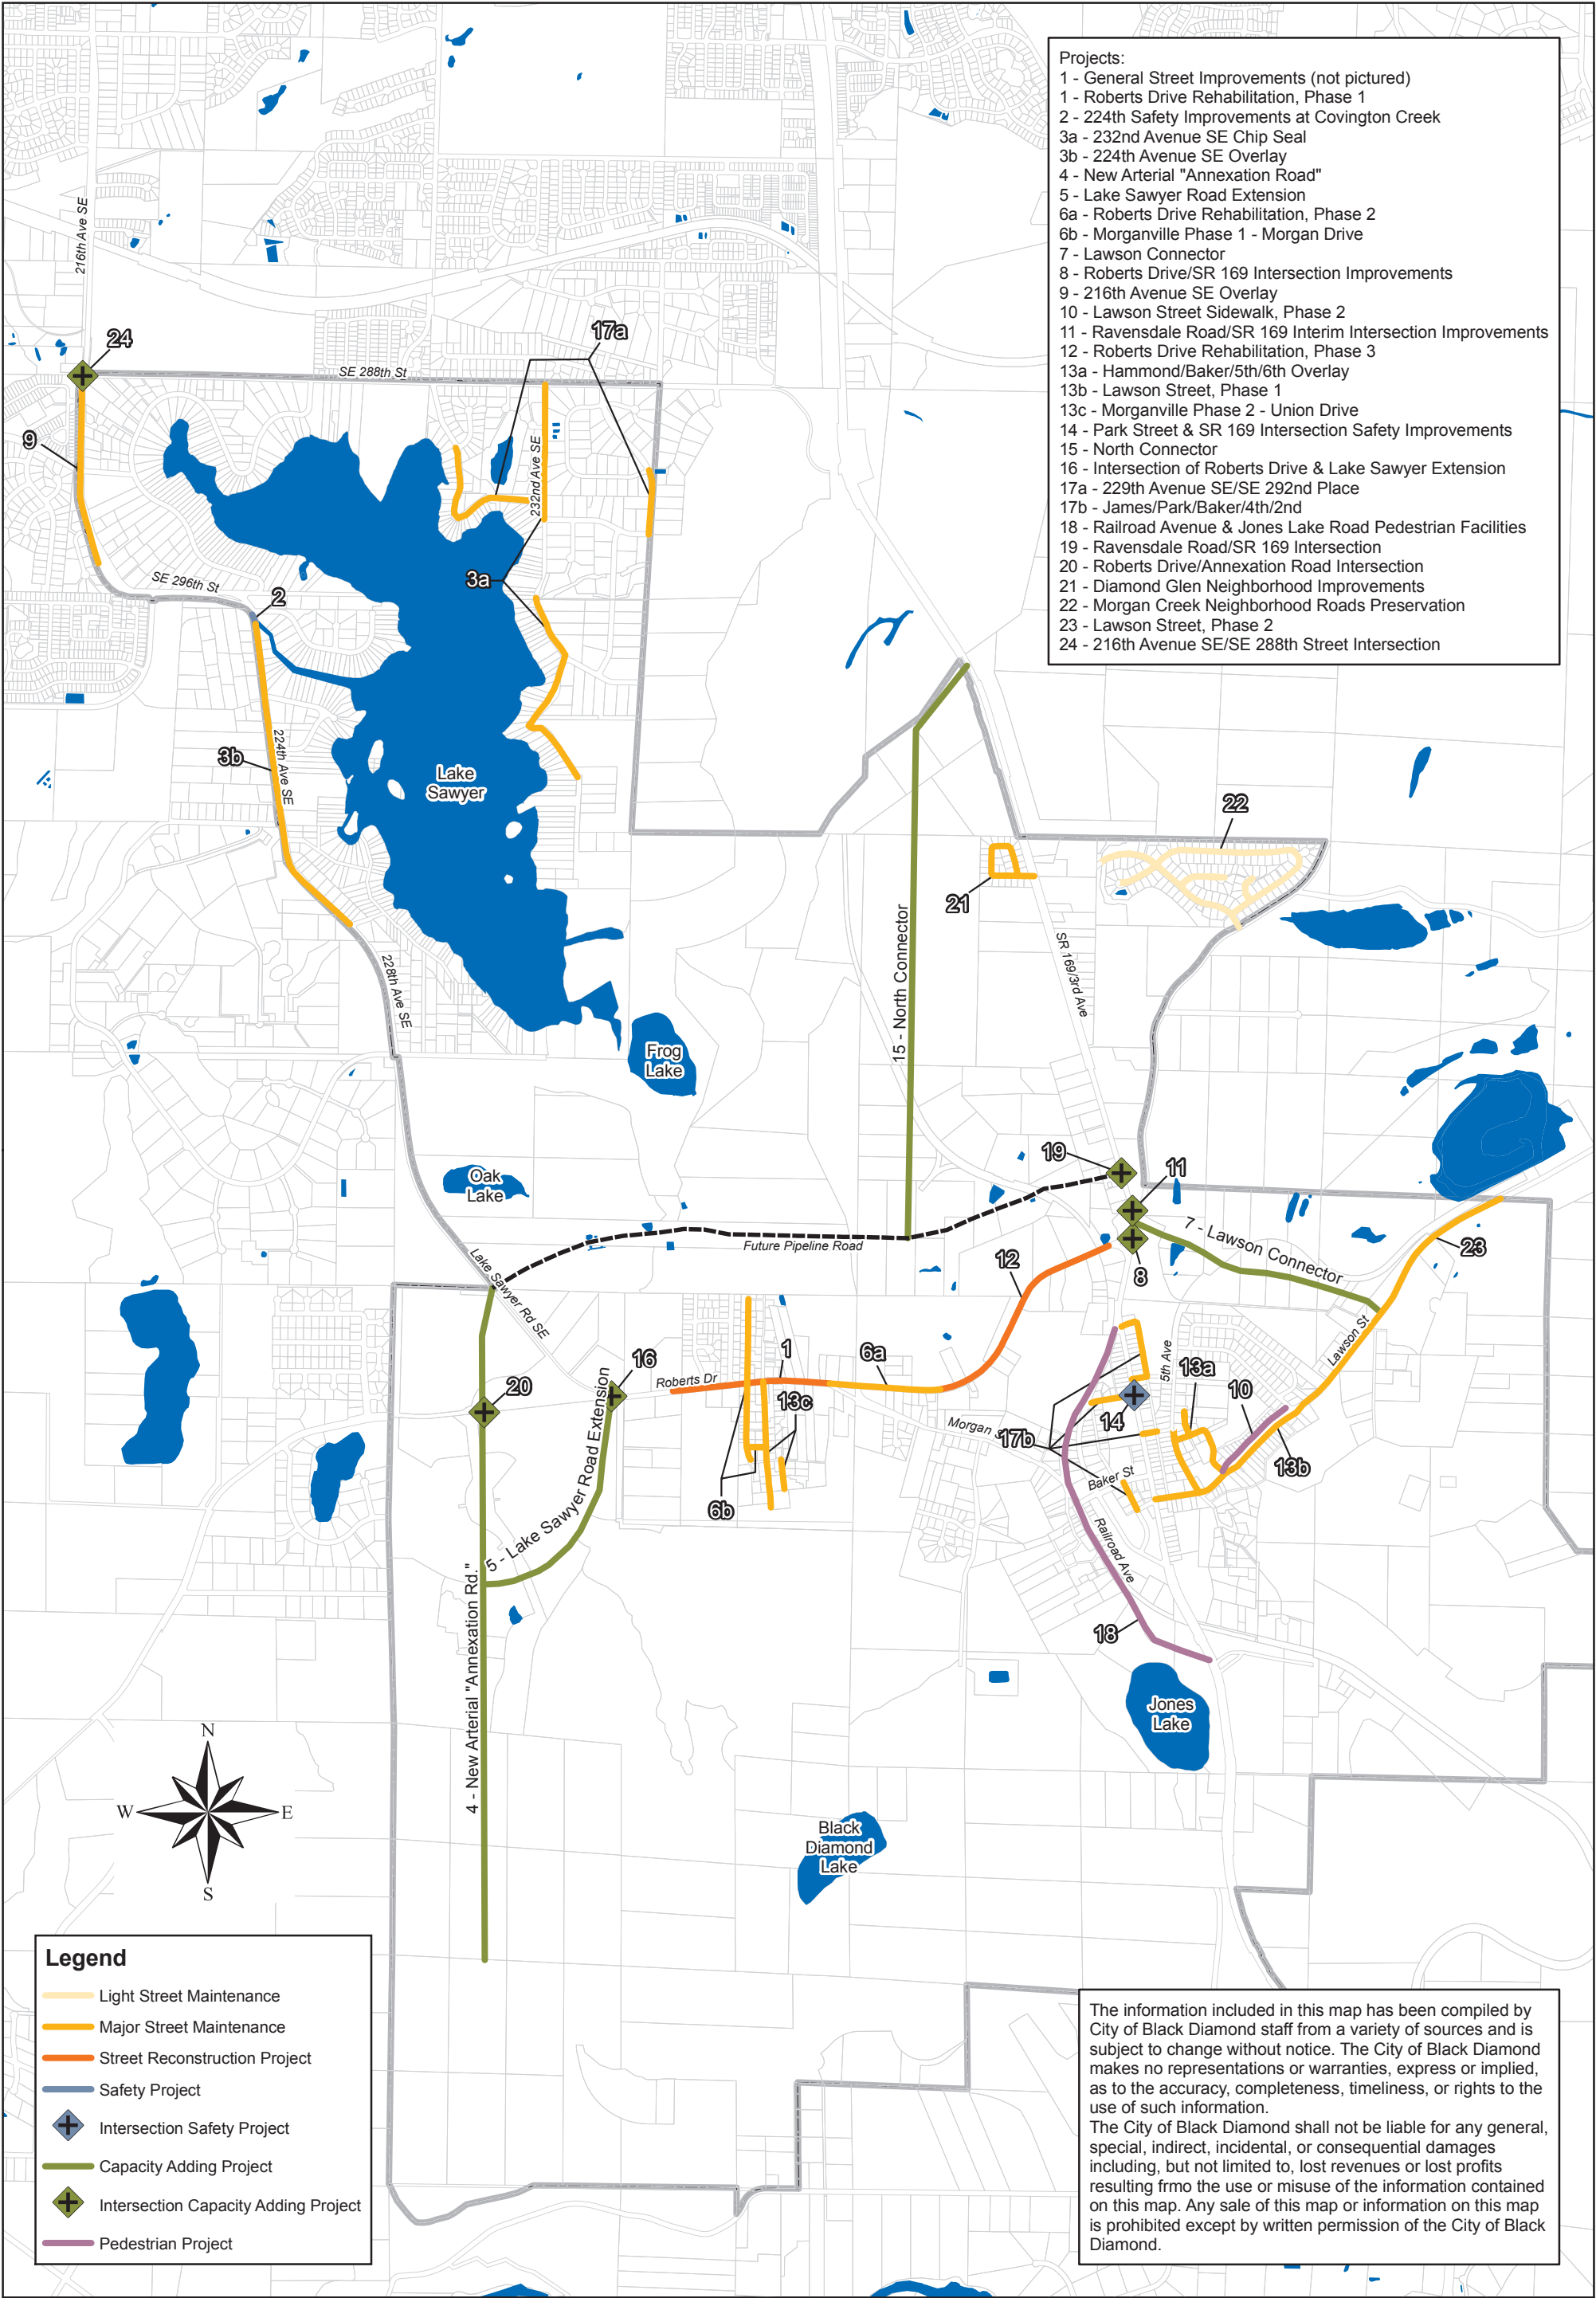 Projects:
1 - General Street Improvements (not pictured)
1 - Roberts Drive Rehabilitation, Phase 1
2 - 224th Safety Improvements at Covington Creek
3a - 232nd Avenue SE Chip Seal
3b - 224th Avenue SE Overlay
4 - New Arterial "Annexation Road"
5 - Lake Sawyer Road Extension
6a - Roberts Drive Rehabilitation, Phase 2
6b - Morganville Phase 1 - Morgan Drive
7 - Lawson Connector
8 - Roberts Drive/SR 169 Intersection Improvements
9 - 216th Avenue SE Overlay
10 - Lawson Street Sidewalk, Phase 2
11 - Ravensdale Road/SR 169 Interim Intersection Improvements
12 - Roberts Drive Rehabilitation, Phase 3
13a - Hammond/Baker/5th/6th Overlay
13b - Lawson Street, Phase 1
13c - Morganville Phase 2 - Union Drive
14 - Park Street & SR 169 Intersection Safety Improvements
15 - North Connector
16 - Intersection of Roberts Drive & Lake Sawyer Extension
17a - 229th Avenue SE/SE 292nd Place
17b - James/Park/Baker/4th/2nd
18 - Railroad Avenue & Jones Lake Road Pedestrian Facilities
19 - Ravensdale Road/SR 169 Intersection
20 - Roberts Drive/Annexation Road Intersection
21 - Diamond Glen Neighborhood Improvements
22 - Morgan Creek Neighborhood Roads Preservation
23 - Lawson Street, Phase 2
24 - 216th Avenue SE/SE 288th Street Intersection
216th Ave SE
24
17a
SE 288th St
9
232nd Ave SE
3a
SE 296th St
2
3b
224th Ave SE
Lake
Sawyer
22
21
15 - North Connector
SR 169/3rd Ave
228th Ave SE
Frog
Lake
19
11
Oak
Lake
7 - Lawson Connector
Future Pipeline Road
23
12
8
Lake Sawyer Rd SE
16
1
6a
5th Ave
13a
Lawson St
Roberts Dr
20
13c
10
14
Morgan
17b
13b
Baker St
6b
5 - Lake Sawyer Road Extension
Railroad Ave
18
4 - New Arterial "Annexation Rd."
Jones
Lake
N
W
E
S
Black
Diamond
Lake
Legend
Light Street Maintenance
Major Street Maintenance
Street Reconstruction Project
Safety Project
Intersection Safety Project
Capacity Adding Project
Intersection Capacity Adding Project
Pedestrian Project
The information included in this map has been compiled by
City of Black Diamond staff from a variety of sources and is
subject to change without notice. The City of Black Diamond
makes no representations or warranties, express or implied,
as to the accuracy, completeness, timeliness, or rights to the
use of such information.
The City of Black Diamond shall not be liable for any general,
special, indirect, incidental, or consequential damages
including, but not limited to, lost revenues or lost profits
resulting frmo the use or misuse of the information contained
on this map. Any sale of this map or information on this map
is prohibited except by written permission of the City of Black
Diamond.